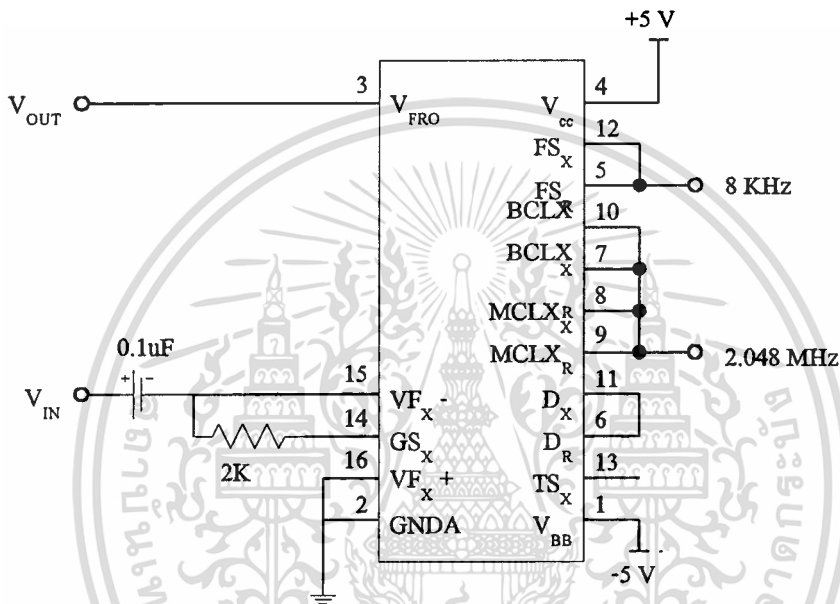 +5 V
3
4
V_OUT
V_FRO
V_cc
12
FS_X
5
FS_R
8 KHz
BCLX
10
BCLX_X
7
8
MCLX_R
X
9
MCLX_R
2.048 MHz
0.1uF
+ -
11
15
V_IN
VF_X -
D_X
14
6
GS_X
D_R
2K
16
13
VF_X +
TS_X
2
1
GNDA
V_BB
-5 V